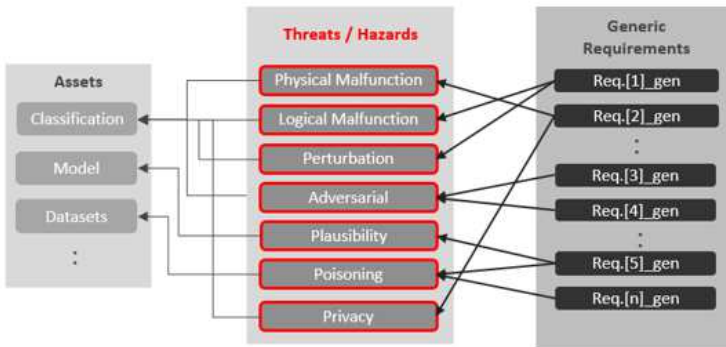 Assets
Classification
Model
Datasets
:
Threats / Hazards
Physical Malfunction
Logical Malfunction
Perturbation
Adversarial
Plausibility
Poisoning
Privacy
Generic
Requirements
Req.[1]_gen
Req.[2]_gen
:
Req.[3]_gen
Req.[4]_gen
:
Req.[5]_gen
Req.[n]_gen